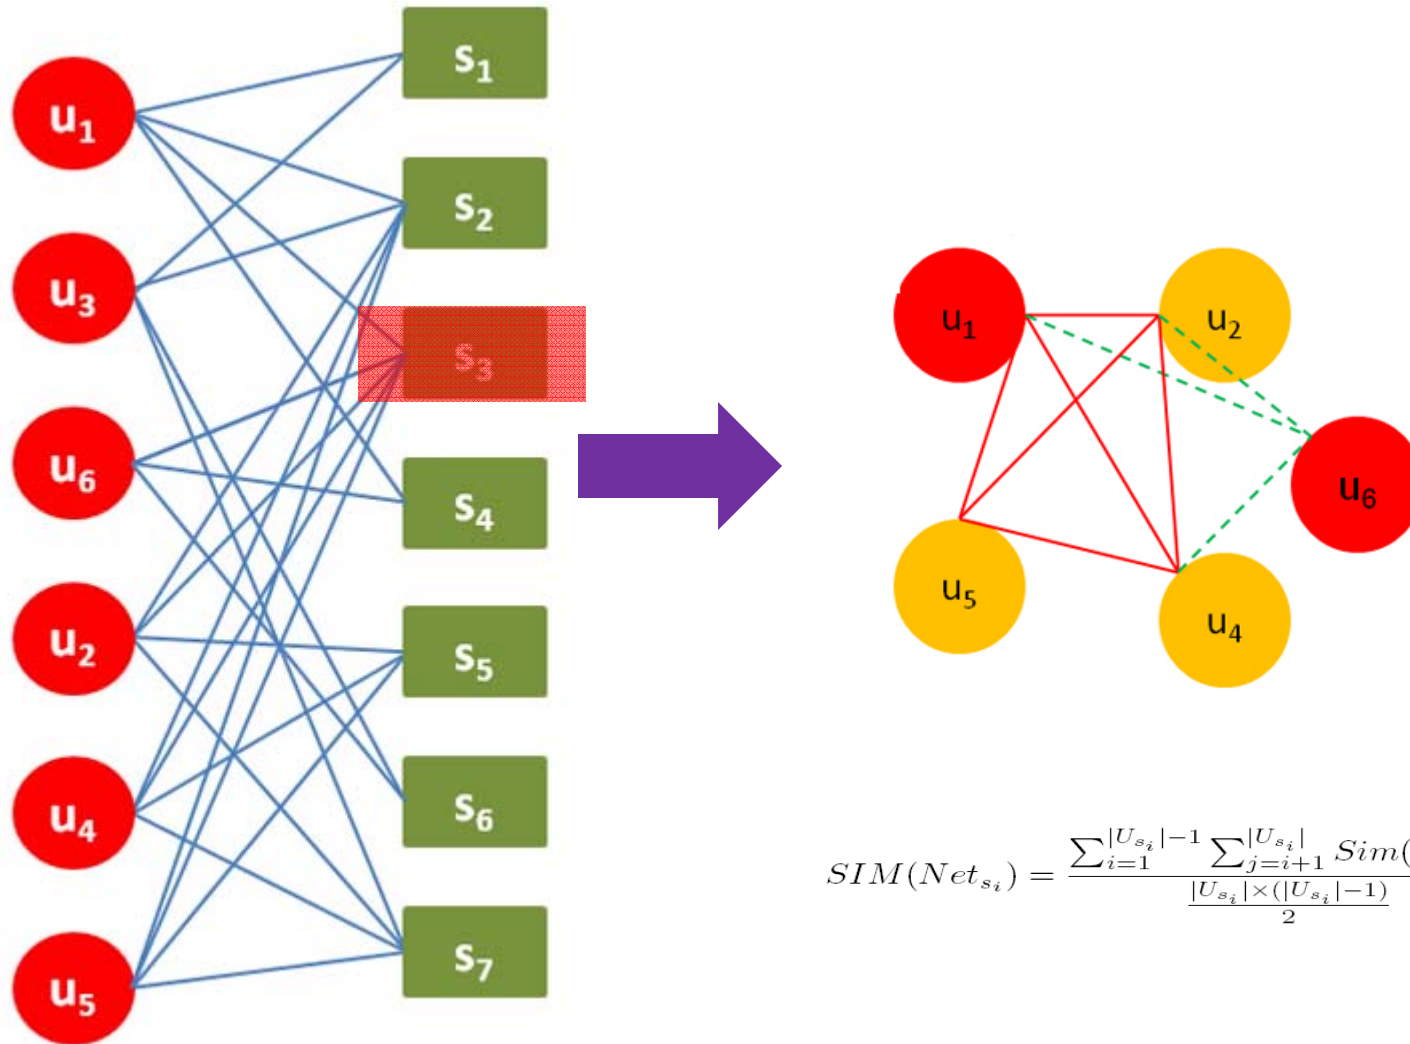 u1
u3
u6
u2
u4
u5
s1
s2
s3
s4
s5
s6
s7
u1
u2
u6
u5
u4
SIM(Net_{s_i}) = \frac{\sum_{i=1}^{|U_{s_i}|-1} \sum_{j=i+1}^{|U_{s_i}|} Sim(}{\frac{|U_{s_i}| \times (|U_{s_i}|-1)}{2}}